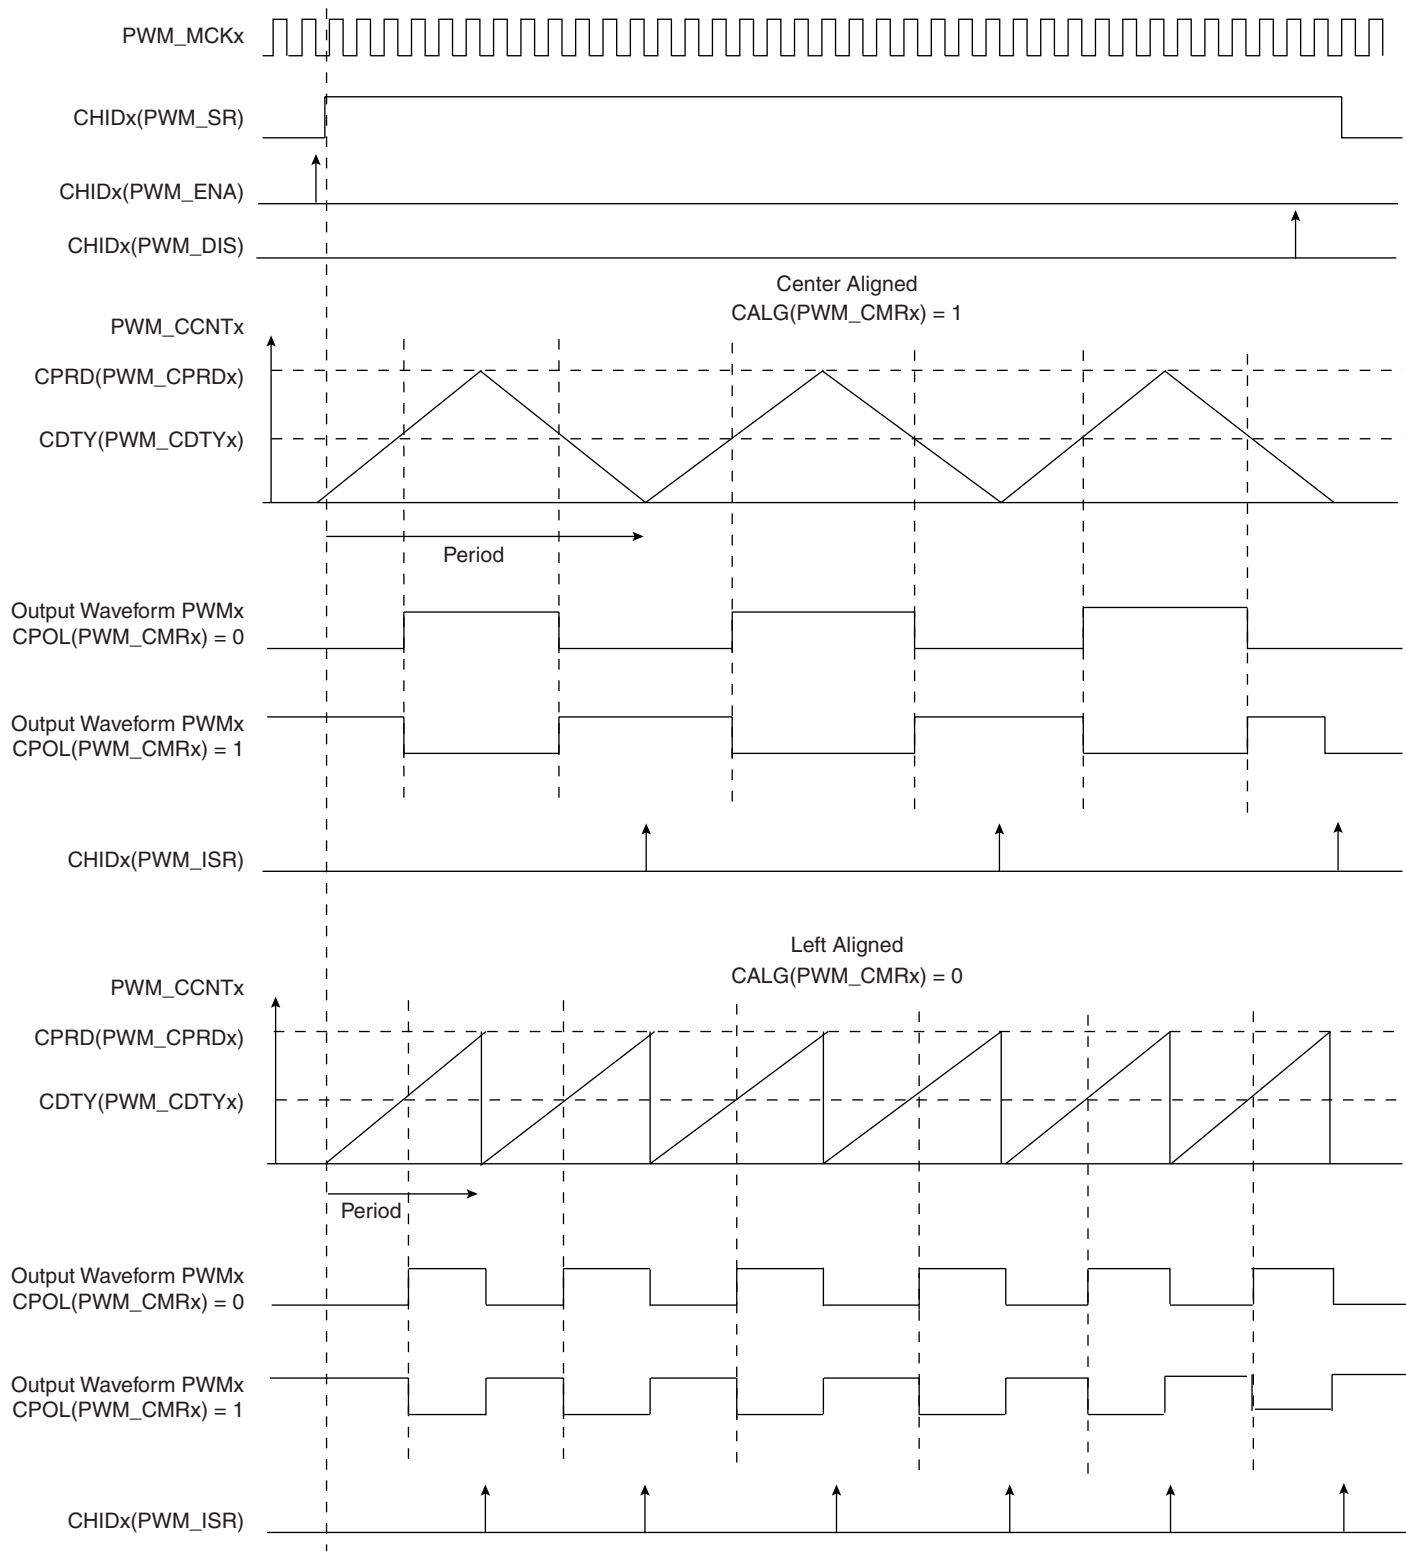 PWM_MCKx
CHIDx(PWM_SR)
CHIDx(PWM_ENA)
CHIDx(PWM_DIS)
Center Aligned
CALG(PWM_CMRx) = 1
PWM_CCNTx
CPRD(PWM_CPRDx)
CDTY(PWM_CDTYx)
Period
Output Waveform PWMx
CPOL(PWM_CMRx) = 0
Output Waveform PWMx
CPOL(PWM_CMRx) = 1
CHIDx(PWM_ISR)
Left Aligned
CALG(PWM_CMRx) = 0
PWM_CCNTx
CPRD(PWM_CPRDx)
CDTY(PWM_CDTYx)
Period
Output Waveform PWMx
CPOL(PWM_CMRx) = 0
Output Waveform PWMx
CPOL(PWM_CMRx) = 1
CHIDx(PWM_ISR)